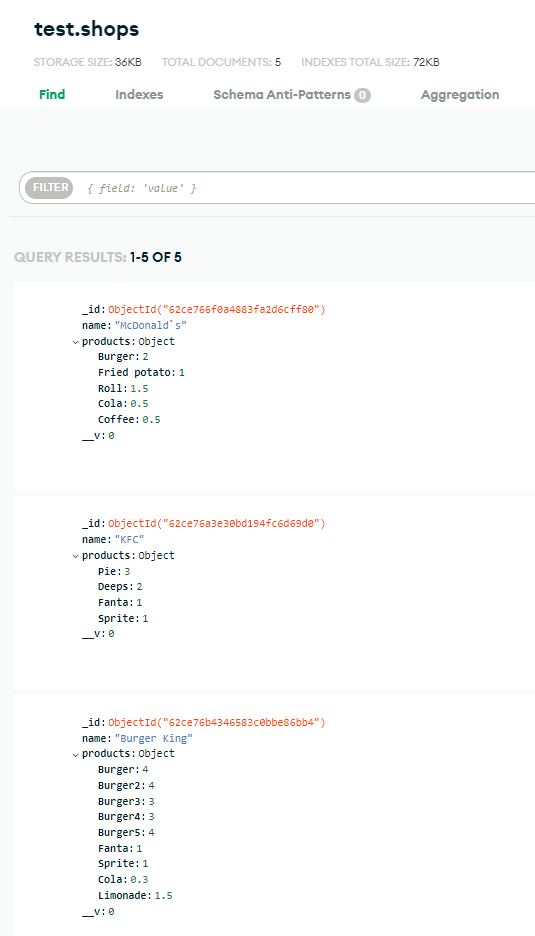 test.shops
STORAGE SIZE: 36KB TOTAL DOCUMENTS: 5 INDEXES TOTAL SIZE: 72KB
Find Indexes Schema Anti-Patterns 0 Aggregation
FILTER { field: 'value' }
QUERY RESULTS: 1-5 OF 5
_id: ObjectId("62ce766f0a4883fa2d6cff80")
name: "McDonald`s"
products: Object
Burger: 2
Fried potato: 1
Roll: 1.5
Cola: 0.5
Coffee: 0.5
__v: 0
_id: ObjectId("62ce76a3e30bd194fc6d69d0")
name: "KFC"
products: Object
Pie: 3
Deeps: 2
Fanta: 1
Sprite: 1
__v: 0
_id: ObjectId("62ce76b4346583c0bbe86bb4")
name: "Burger King"
products: Object
Burger: 4
Burger2: 4
Burger3: 3
Burger4: 3
Burger5: 4
Fanta: 1
Sprite: 1
Cola: 0.3
Limonade: 1.5
__v: 0